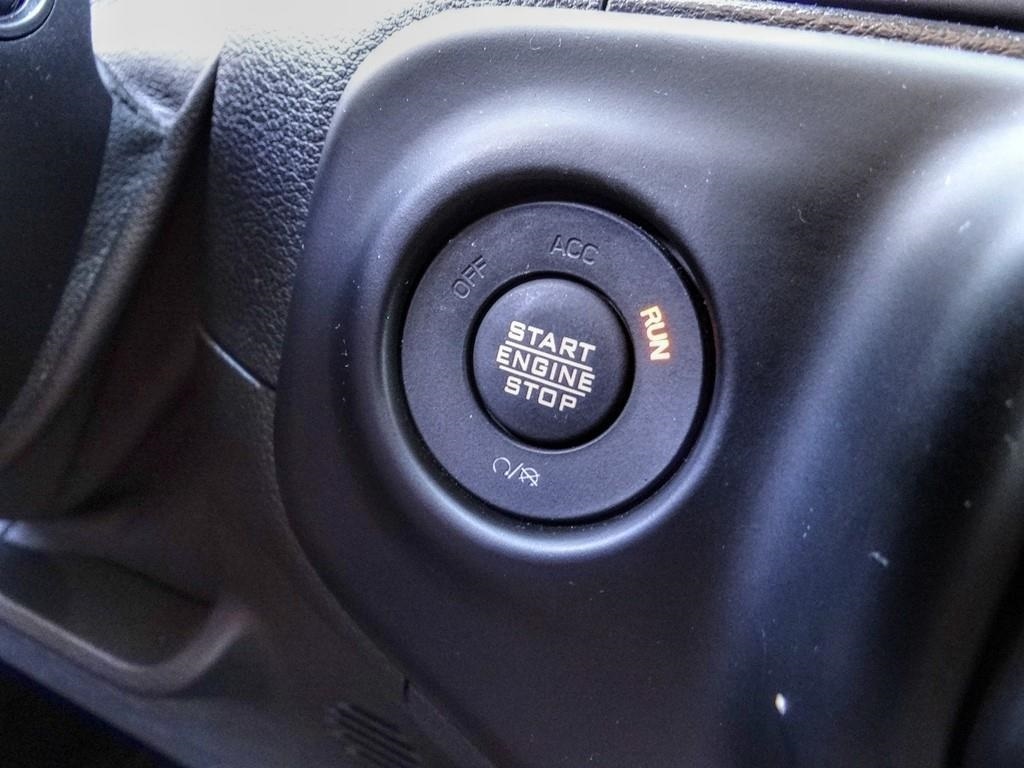 OFF
ACC
RUN
START
ENGINE
STOP